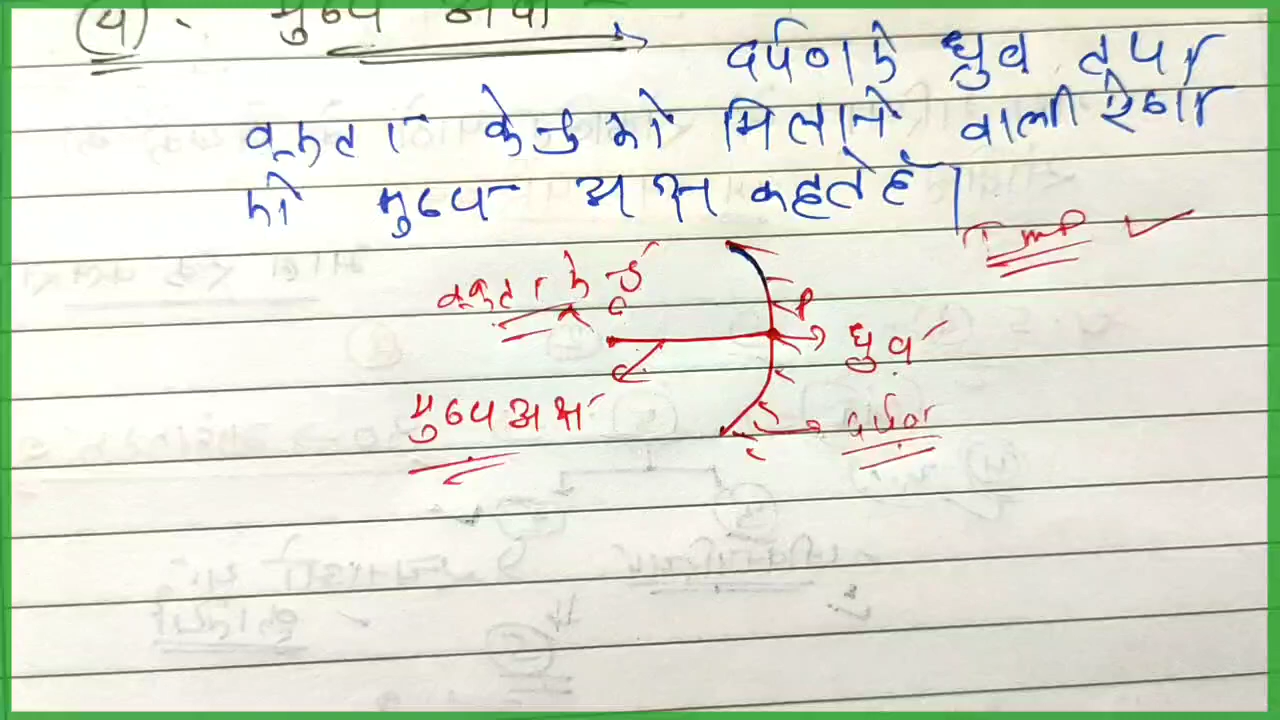 (4). मुख्य अक्ष
दर्पण के ध्रुव तथा
वक्रता केन्द्र को मिलाने वाली रेखा
को मुख्य अक्ष कहते है।
Imp
वक्रता केन्द्र
C
P
ध्रुव
मुख्य अक्ष
दर्पण